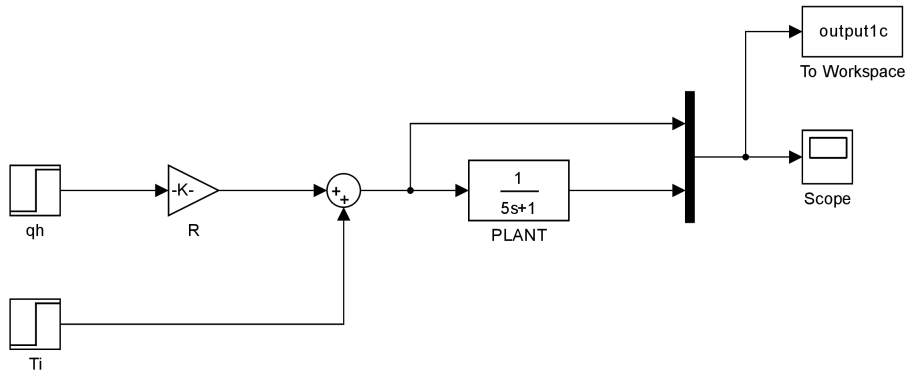 output1c
To Workspace
Scope
1
5s+1
PLANT
-K-
R
+
+
qh
Ti